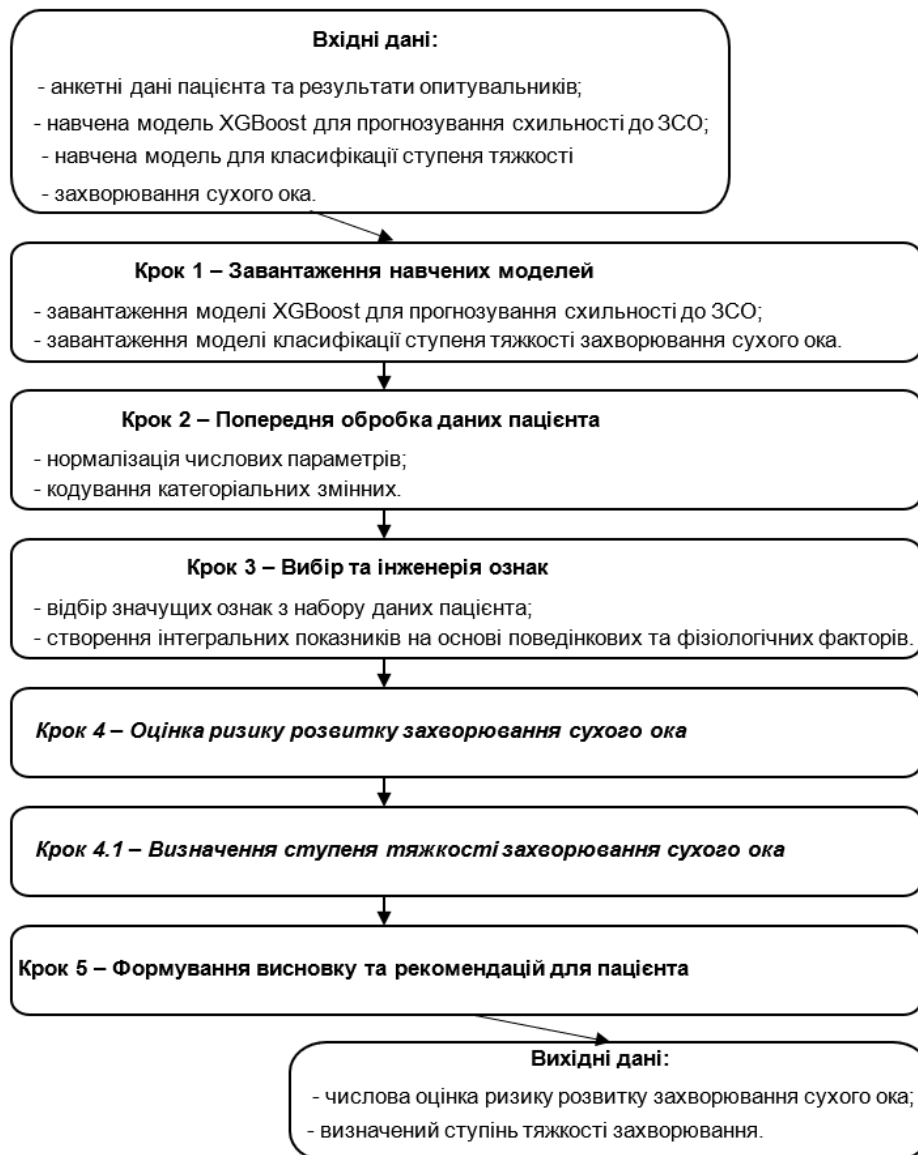 Вхідні дані:
- анкетні дані пацієнта та результати опитувальників;
- навчена модель XGBoost для прогнозування схильності до ЗСО;
- навчена модель для класифікації ступеня тяжкості
- захворювання сухого ока.
Крок 1 – Завантаження навчених моделей
- завантаження моделі XGBoost для прогнозування схильності до ЗСО;
- завантаження моделі класифікації ступеня тяжкості захворювання сухого ока.
Крок 2 – Попередня обробка даних пацієнта
- нормалізація числових параметрів;
- кодування категоріальних змінних.
Крок 3 – Вибір та інженерія ознак
- відбір значущих ознак з набору даних пацієнта;
- створення інтегральних показників на основі поведінкових та фізіологічних факторів.
Крок 4 – Оцінка ризику розвитку захворювання сухого ока
Крок 4.1 – Визначення ступеня тяжкості захворювання сухого ока
Крок 5 – Формування висновку та рекомендацій для пацієнта
Вихідні дані:
- числова оцінка ризику розвитку захворювання сухого ока;
- визначений ступінь тяжкості захворювання.